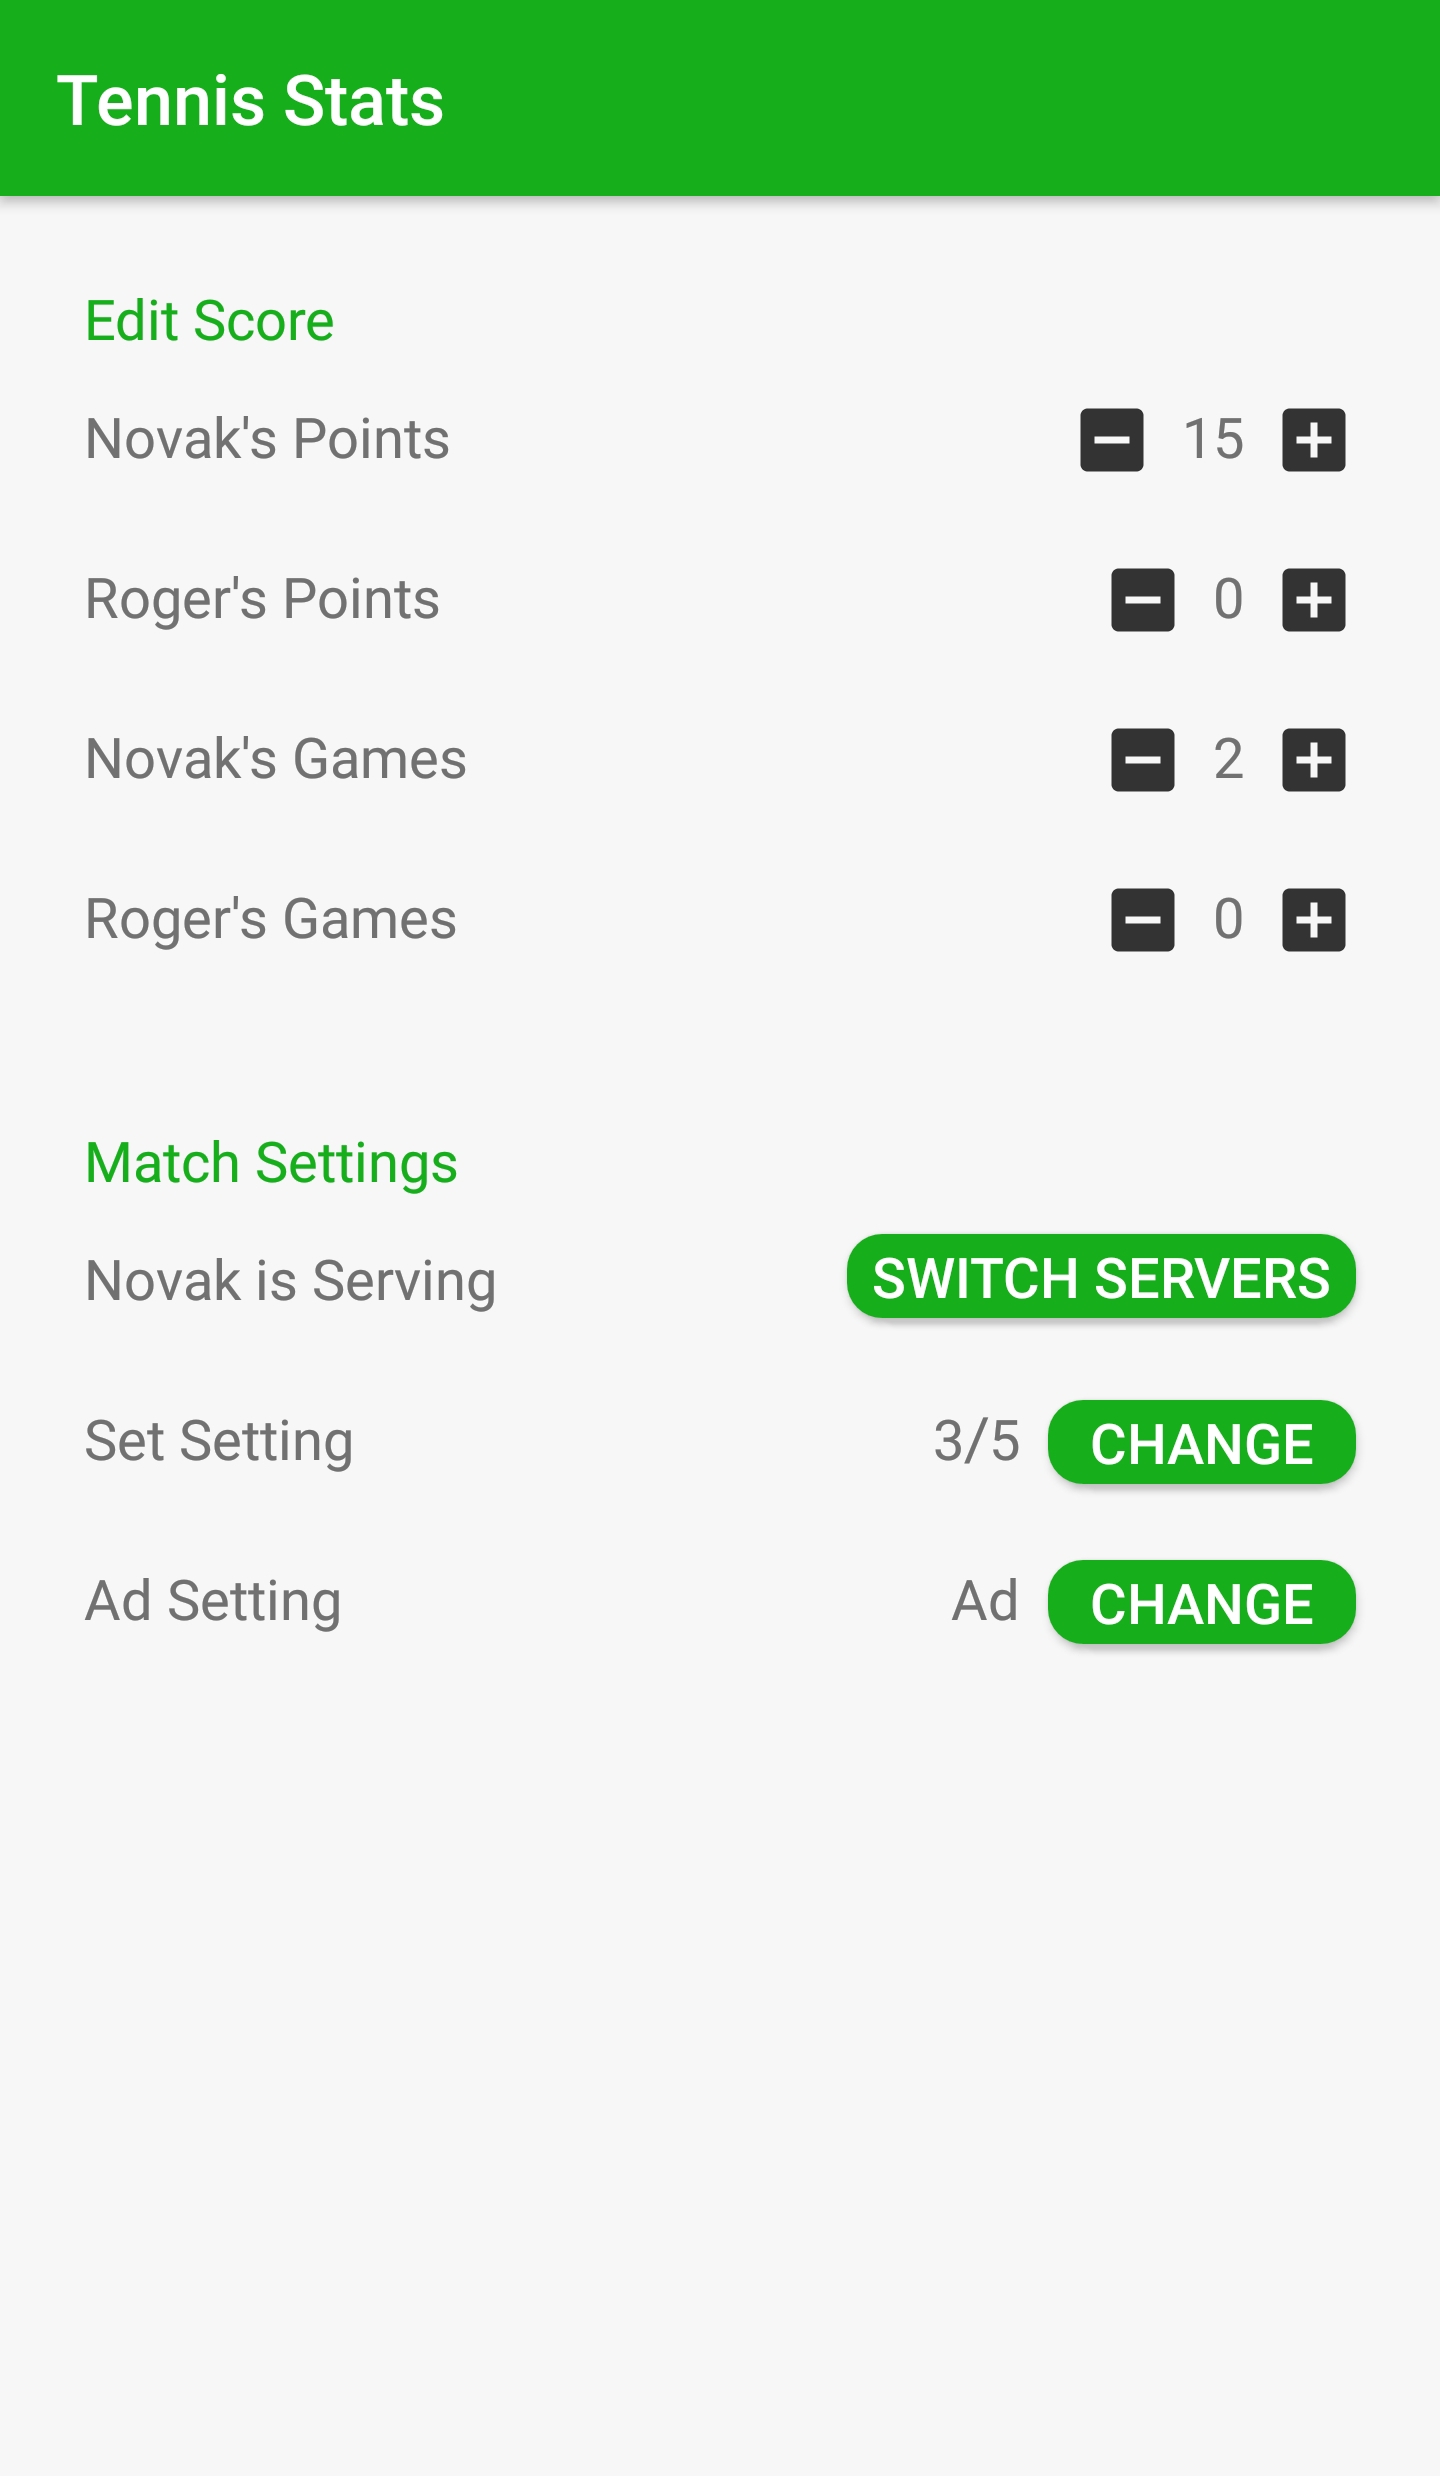 Tennis Stats
Edit Score
Novak's Points 15
Roger's Points 0
Novak's Games 2
Roger's Games 0
Match Settings
Novak is Serving SWITCH SERVERS
Set Setting 3/5 CHANGE
Ad Setting Ad CHANGE